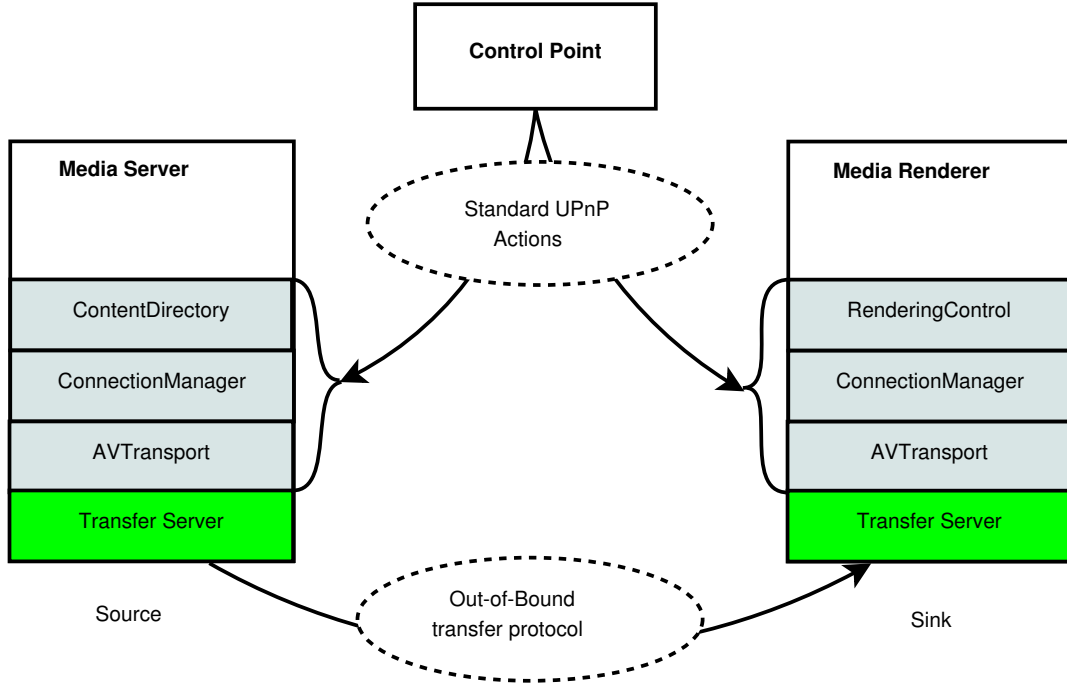 Control Point
Media Server
Media Renderer
Standard UPnP
Actions
ContentDirectory
ConnectionManager
AVTransport
Transfer Server
RenderingControl
ConnectionManager
AVTransport
Transfer Server
Out-of-Bound
transfer protocol
Source
Sink